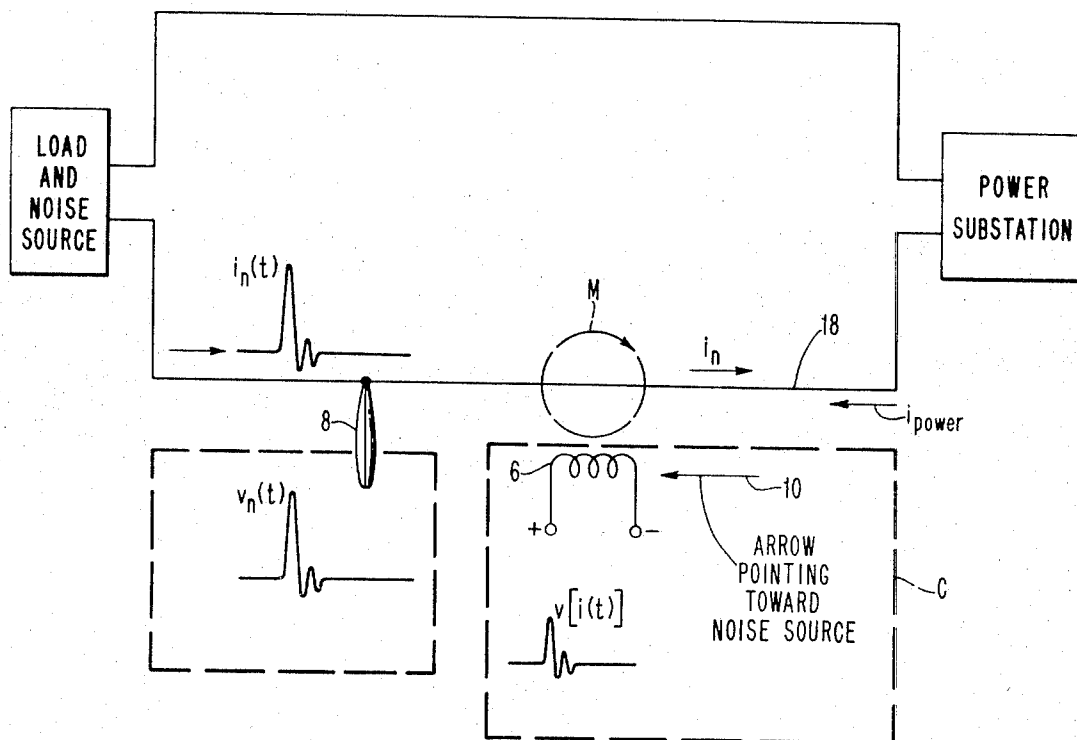 LOAD
AND
NOISE
SOURCE
POWER
SUBSTATION
i_n(t)
M
i_n
18
i_power
8
6
10
v_n(t)
+
-
ARROW
POINTING
TOWARD
NOISE SOURCE
C
v[i(t)]